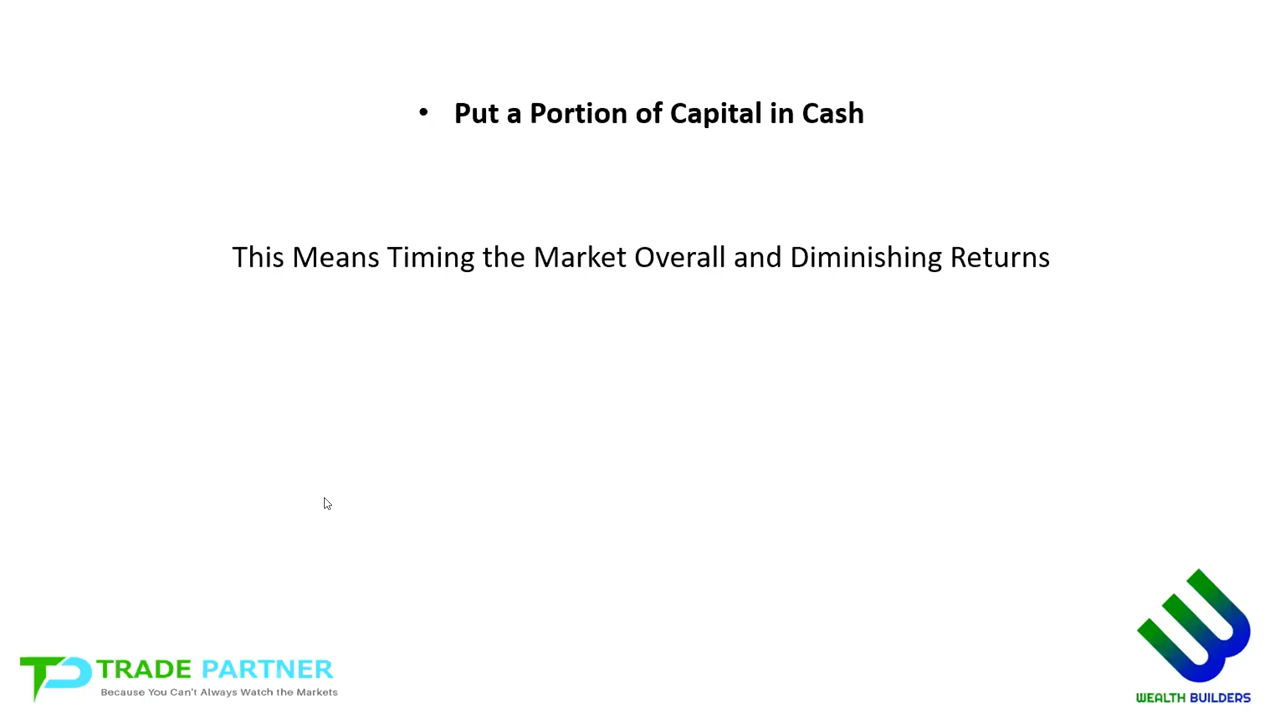 • Put a Portion of Capital in Cash
This Means Timing the Market Overall and Diminishing Returns
TP TRADE PARTNER
Because You Can't Always Watch the Markets
WEALTH BUILDERS